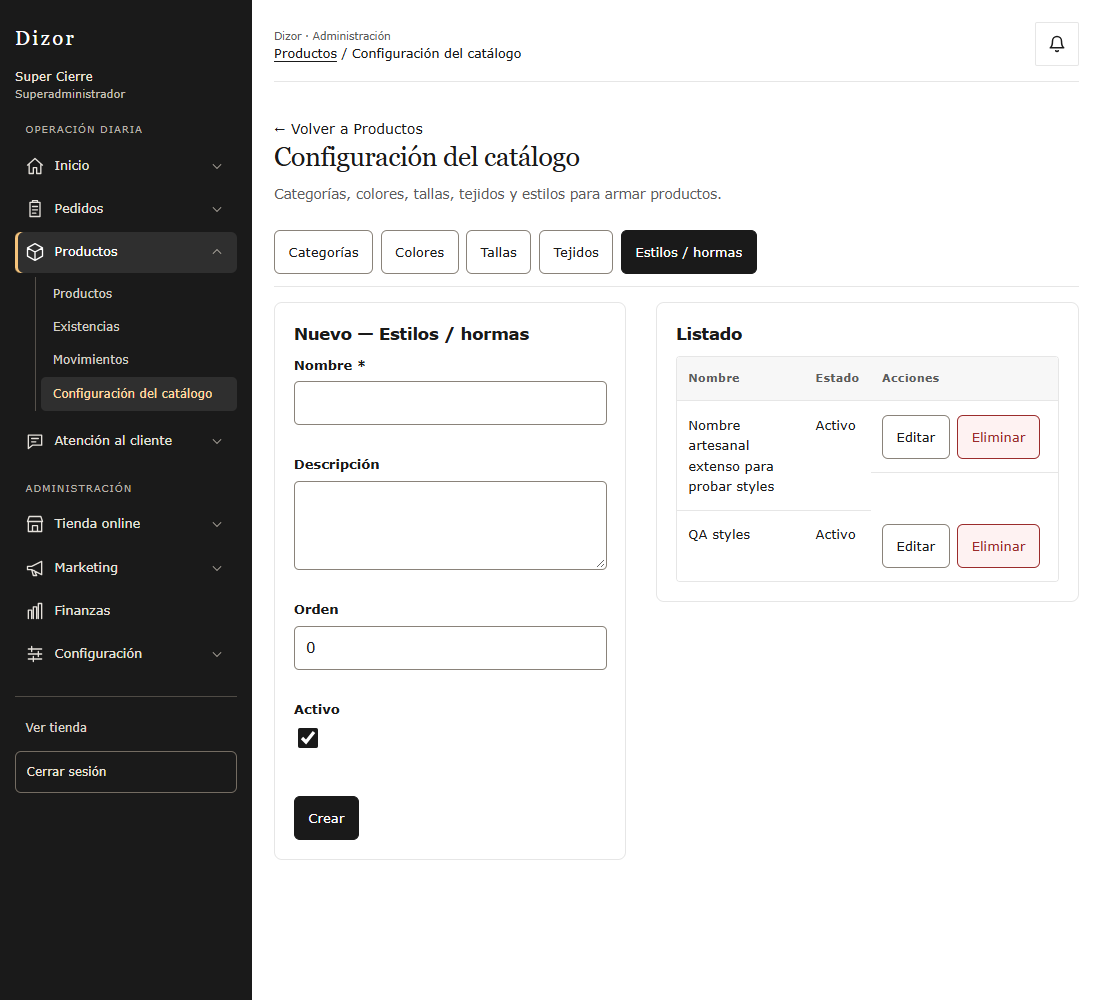 Dizor
Super Cierre
Superadministrador
OPERACIÓN DIARIA
Inicio
Pedidos
Productos
Productos
Existencias
Movimientos
Configuración del catálogo
Atención al cliente
ADMINISTRACIÓN
Tienda online
Marketing
Finanzas
Configuración
Ver tienda
Cerrar sesión
Dizor · Administración
Productos / Configuración del catálogo
← Volver a Productos
Configuración del catálogo
Categorías, colores, tallas, tejidos y estilos para armar productos.
Categorías Colores Tallas Tejidos Estilos / hormas
Nuevo — Estilos / hormas
Nombre *
Descripción
Orden
0
Activo
Crear
Listado
Nombre Estado Acciones
Nombre artesanal extenso para probar styles Activo Editar Eliminar
QA styles Activo Editar Eliminar